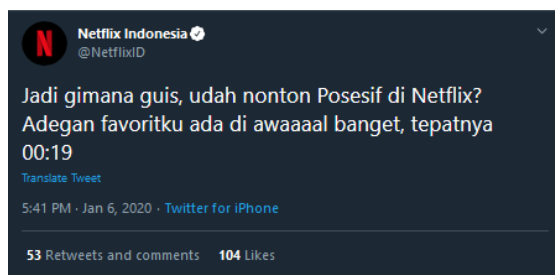 Netflix Indonesia
@NetflixID
Jadi gimana guis, udah nonton Posesif di Netflix?
Adegan favoritku ada di awaaaal banget, tepatnya
00:19
Translate Tweet
5:41 PM · Jan 6, 2020 · Twitter for iPhone
53 Retweets and comments 104 Likes